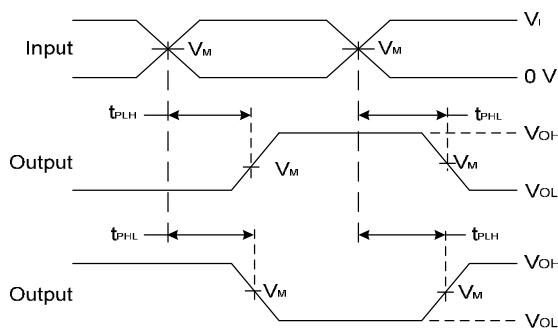 Input
VM
VM
VI
0 V
tPLH
tPHL
Output
VM
VM
VOH
VOL
tPHL
tPLH
Output
VM
VM
VOH
VOL